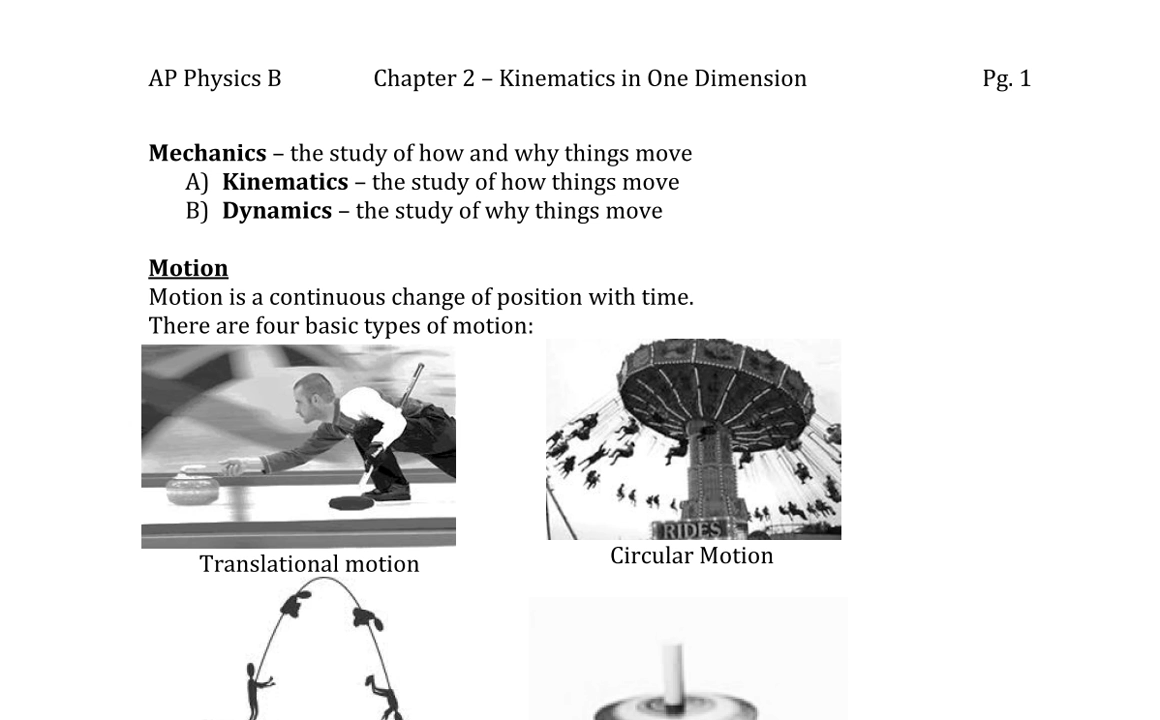 AP Physics B Chapter 2 – Kinematics in One Dimension Pg. 1
Mechanics – the study of how and why things move
A) Kinematics – the study of how things move
B) Dynamics – the study of why things move
Motion
Motion is a continuous change of position with time.
There are four basic types of motion:
RIDES
Translational motion
Circular Motion